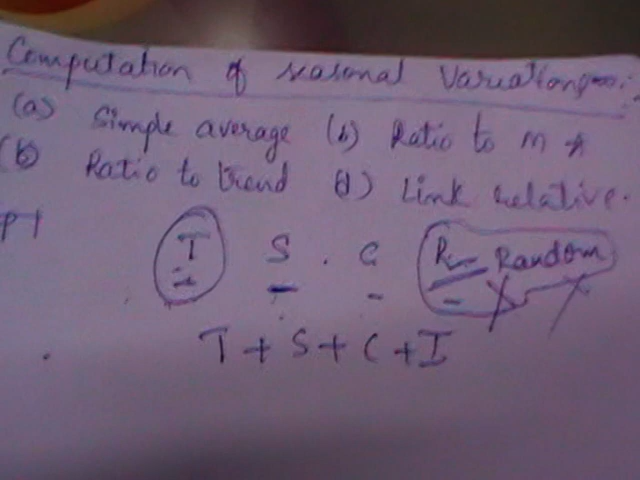 Computation of seasonal Variations:
(a) Simple average (b) Ratio to m A
(b) Ratio to trend (d) Link relative.
T S . C R Random
T + S + C + I